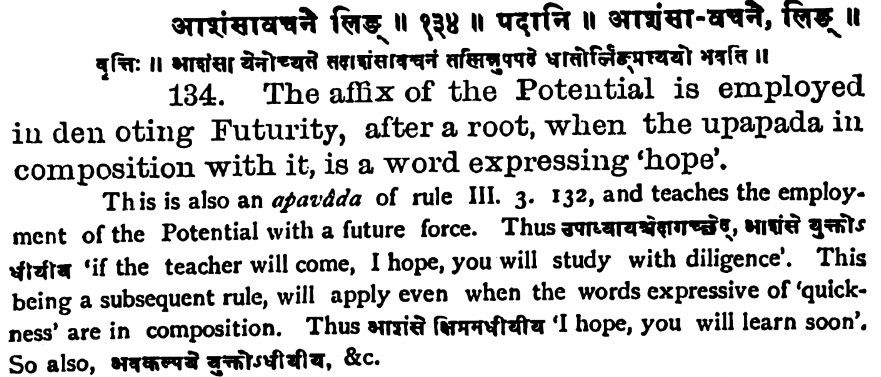 आशंसावचने लिङ् ॥ १३४ ॥ पदानि ॥ आशंसा-वचने, लिङ् ॥
वृत्तिः ॥ आशंसा येनोच्यते तदाशंसावचनं तस्मिन्नुपपदे धातोर्लिङ्प्रत्ययो भवति ॥
134. The affix of the Potential is employed
in den oting Futurity, after a root, when the upapada in
composition with it, is a word expressing ‘hope’.
This is also an apavâda of rule III. 3. 132, and teaches the employ-
ment of the Potential with a future force. Thus उपाध्यायश्चेदागच्छेत्, आशंसे युक्तोऽ
धीयीय ‘if the teacher will come, I hope, you will study with diligence’. This
being a subsequent rule, will apply even when the words expressive of ‘quick-
ness’ are in composition. Thus आशंसे क्षिप्रमधीयीय ‘I hope, you will learn soon’.
So also, अवकल्पये युक्तोऽधीयीय, &c.